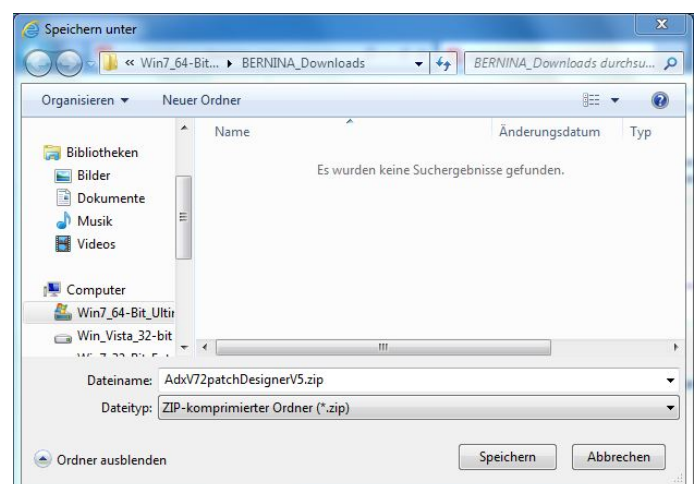 Speichern unter
« Win7_64-Bit... ▸ BERNINA_Downloads
BERNINA_Downloads durchsu...
Organisieren
Neuer Ordner
Name
Änderungsdatum
Typ
Es wurden keine Suchergebnisse gefunden.
Bibliotheken
Bilder
Dokumente
Musik
Videos
Computer
Win7_64-Bit_Ultir
Win_Vista_32-bit
Dateiname: AdxV72patchDesignerV5.zip
Dateityp: ZIP-komprimierter Ordner (*.zip)
Ordner ausblenden
Speichern
Abbrechen